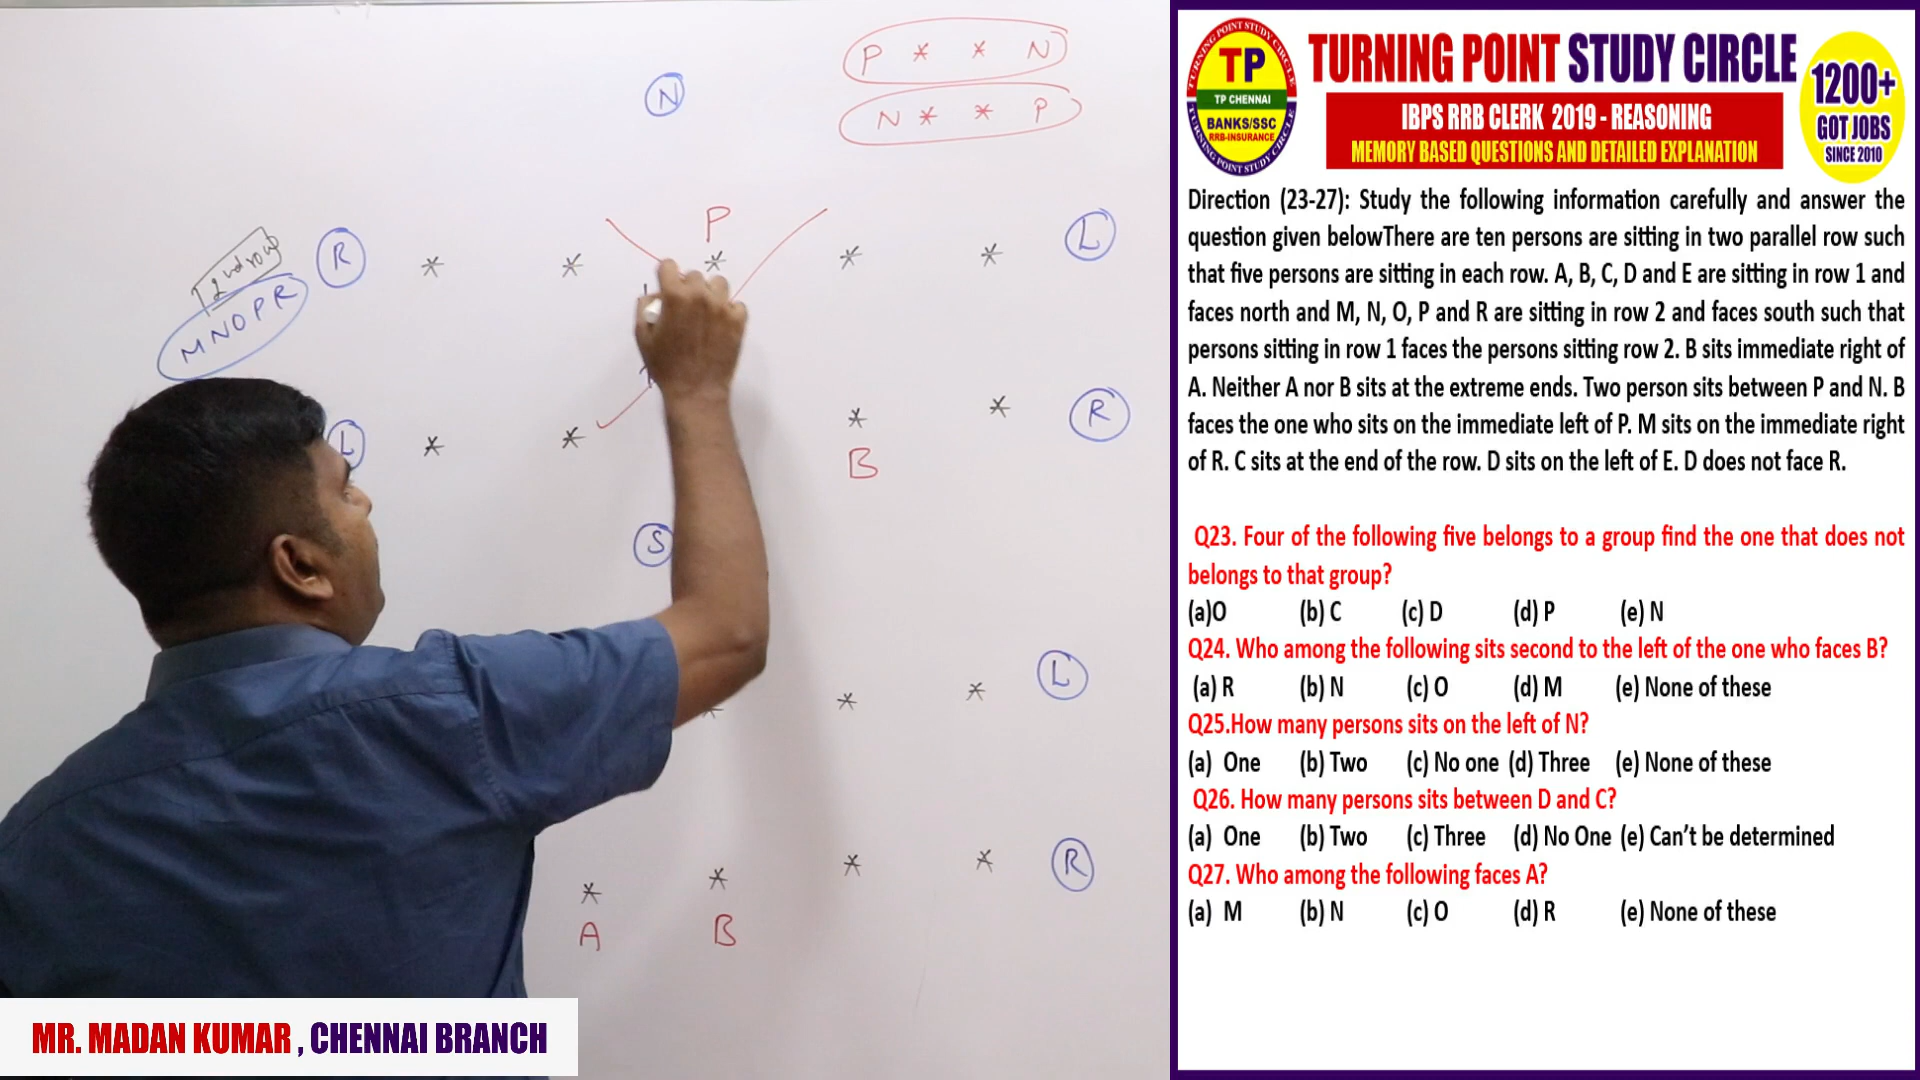 P * * N
N * * P
N
P
2nd row
R * * * * * L
MNOPR
L * * * * R
B
S
* * * L
* * * * R
A B
MR. MADAN KUMAR , CHENNAI BRANCH
TURNING POINT STUDY CIRCLE
TURNING POINT STUDY CIRCLE
TP
TP CHENNAI
BANKS/SSC
RRB-INSURANCE
TURNING POINT STUDY CIRCLE
IBPS RRB CLERK 2019 - REASONING
MEMORY BASED QUESTIONS AND DETAILED EXPLANATION
1200+
GOT JOBS
SINCE 2010
Direction (23-27): Study the following information carefully and answer the
question given belowThere are ten persons are sitting in two parallel row such
that five persons are sitting in each row. A, B, C, D and E are sitting in row 1 and
faces north and M, N, O, P and R are sitting in row 2 and faces south such that
persons sitting in row 1 faces the persons sitting row 2. B sits immediate right of
A. Neither A nor B sits at the extreme ends. Two person sits between P and N. B
faces the one who sits on the immediate left of P. M sits on the immediate right
of R. C sits at the end of the row. D sits on the left of E. D does not face R.
Q23. Four of the following five belongs to a group find the one that does not
belongs to that group?
(a)O (b) C (c) D (d) P (e) N
Q24. Who among the following sits second to the left of the one who faces B?
(a) R (b) N (c) O (d) M (e) None of these
Q25.How many persons sits on the left of N?
(a) One (b) Two (c) No one (d) Three (e) None of these
Q26. How many persons sits between D and C?
(a) One (b) Two (c) Three (d) No One (e) Can't be determined
Q27. Who among the following faces A?
(a) M (b) N (c) O (d) R (e) None of these